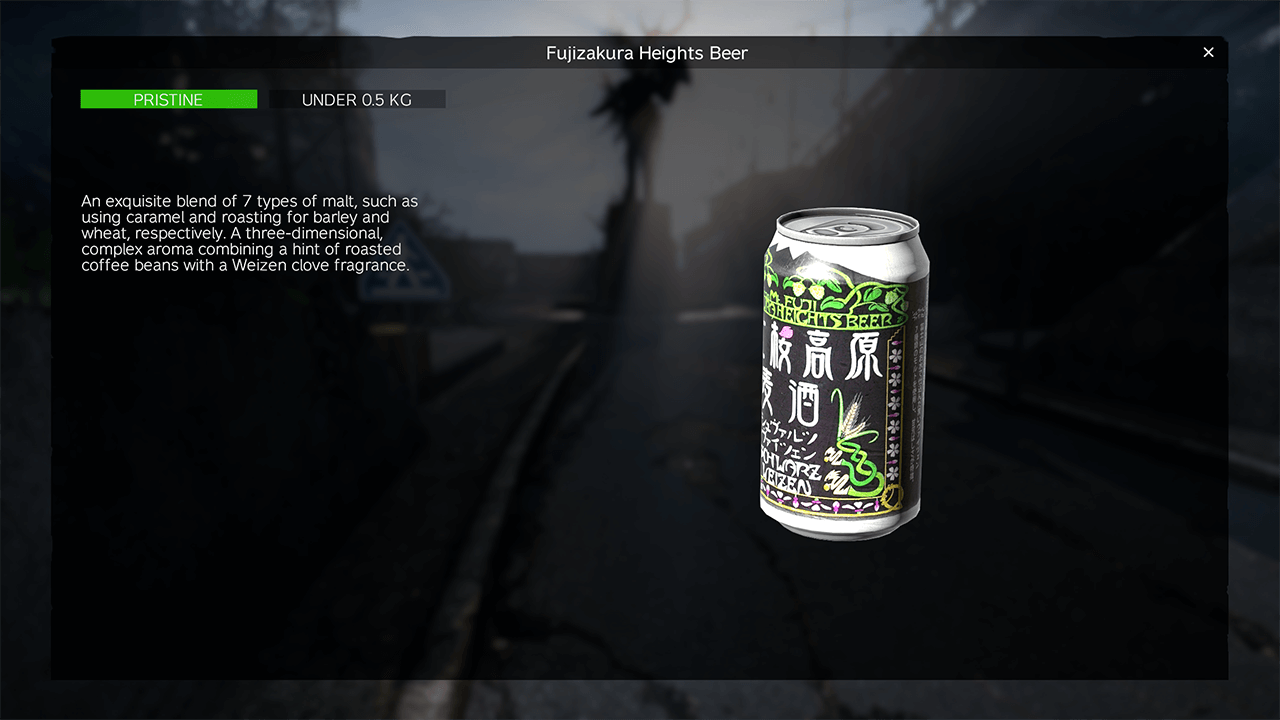 Fujizakura Heights Beer
PRISTINE
UNDER 0.5 KG
An exquisite blend of 7 types of malt, such as
using caramel and roasting for barley and
wheat, respectively. A three-dimensional,
complex aroma combining a hint of roasted
coffee beans with a Weizen clove fragrance.
Mt. FUJI
HEIGHTS BEER
桜高原
麦酒
シュヴァルツ
ヴァイツェン
SCHWARZ
WEIZEN